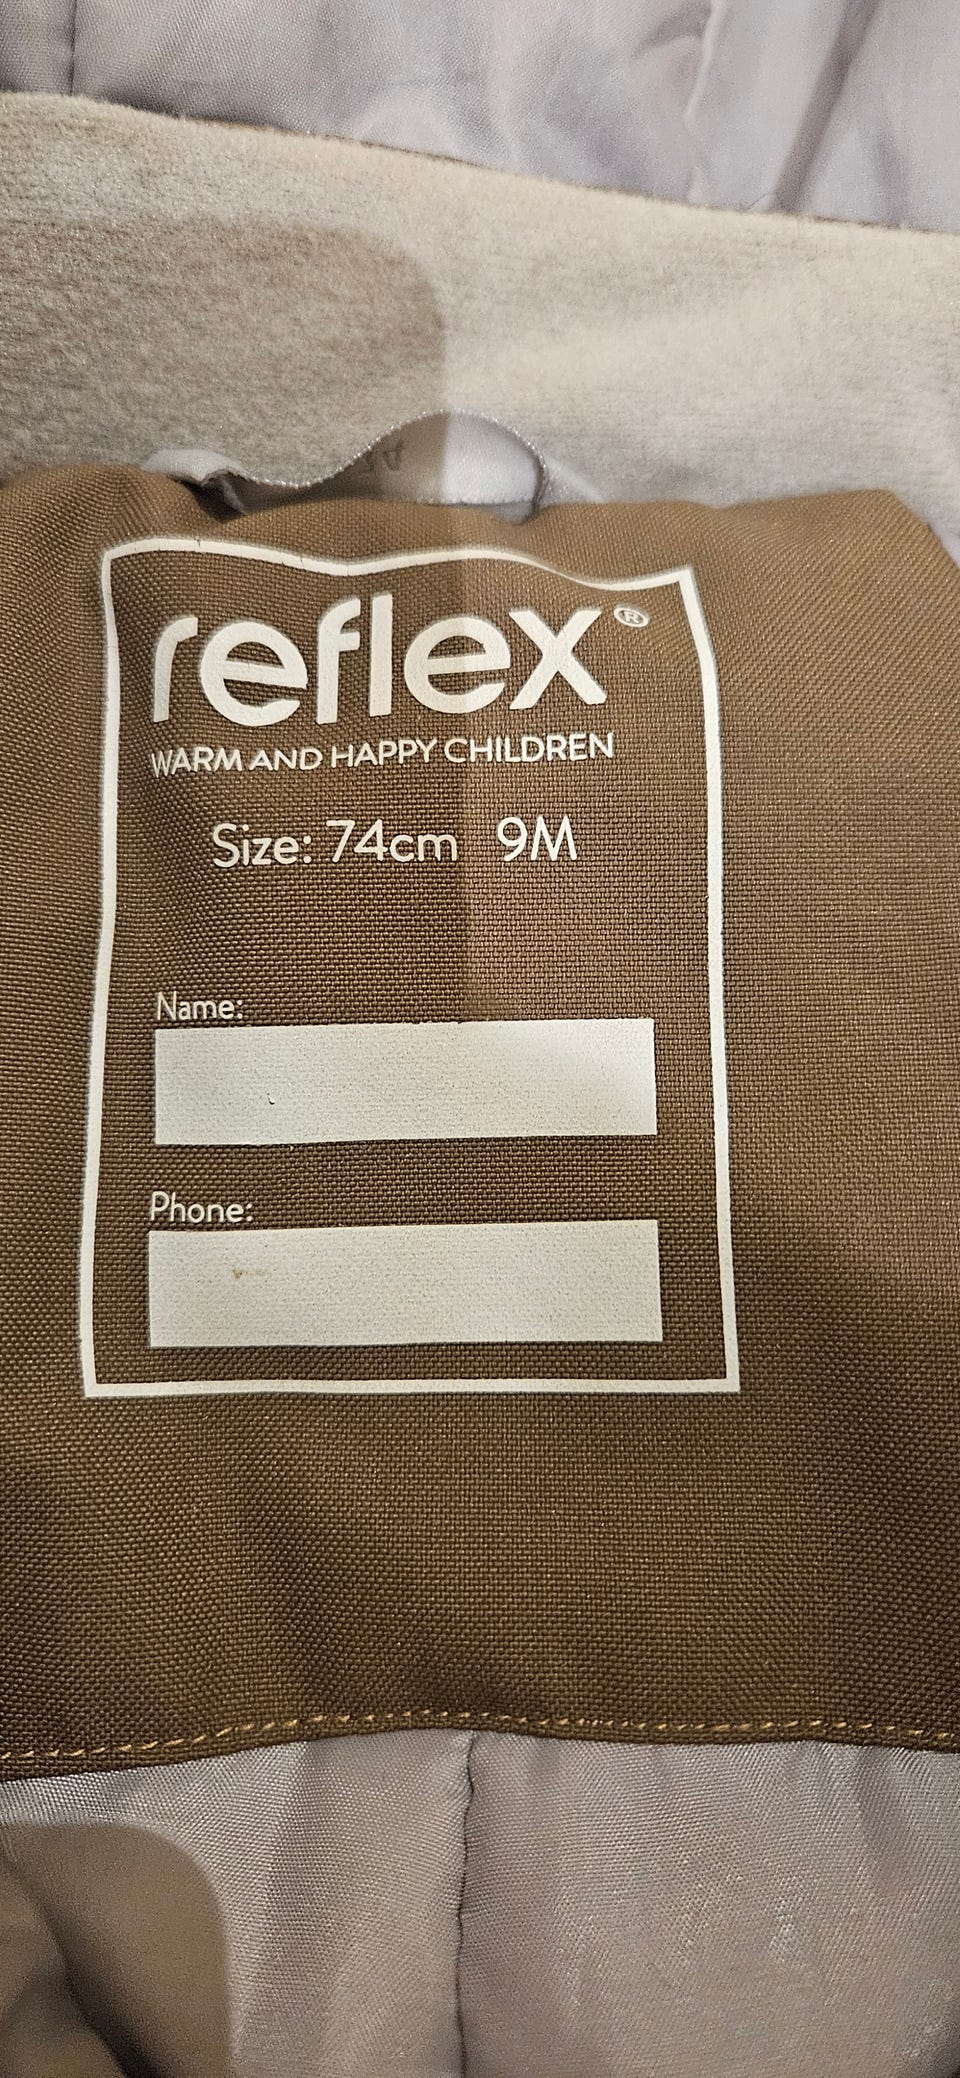 reflex®
WARM AND HAPPY CHILDREN
Size: 74cm 9M
Name:
Phone: